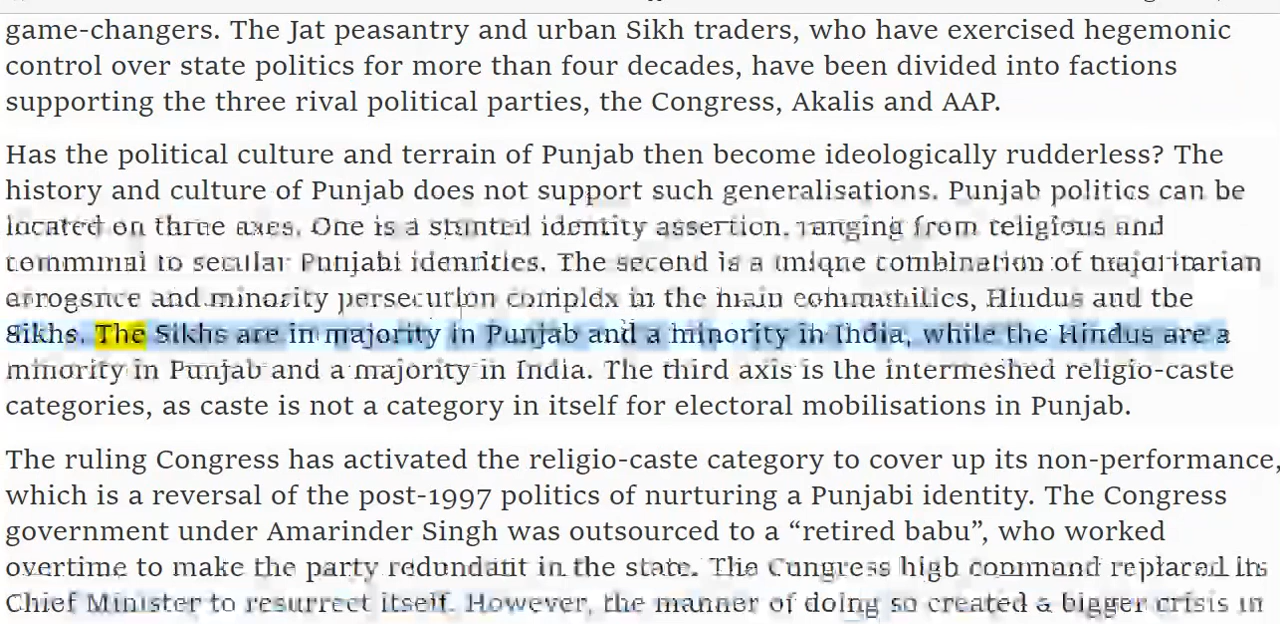 game-changers. The Jat peasantry and urban Sikh traders, who have exercised hegemonic
control over state politics for more than four decades, have been divided into factions
supporting the three rival political parties, the Congress, Akalis and AAP.
Has the political culture and terrain of Punjab then become ideologically rudderless? The
history and culture of Punjab does not support such generalisations. Punjab politics can be
located on three axes. One is a stunted identity assertion, ranging from religious and
communal to secular Punjabi identities. The second is a unique combination of majoritarian
arrogance and minority persecution complex in the main communities, Hindus and the
Sikhs. The Sikhs are in majority in Punjab and a minority in India, while the Hindus are a
minority in Punjab and a majority in India. The third axis is the intermeshed religio-caste
categories, as caste is not a category in itself for electoral mobilisations in Punjab.
The ruling Congress has activated the religio-caste category to cover up its non-performance,
which is a reversal of the post-1997 politics of nurturing a Punjabi identity. The Congress
government under Amarinder Singh was outsourced to a “retired babu”, who worked
overtime to make the party redundant in the state. The Congress high command replaced its
Chief Minister to resurrect itself. However, the manner of doing so created a bigger crisis in